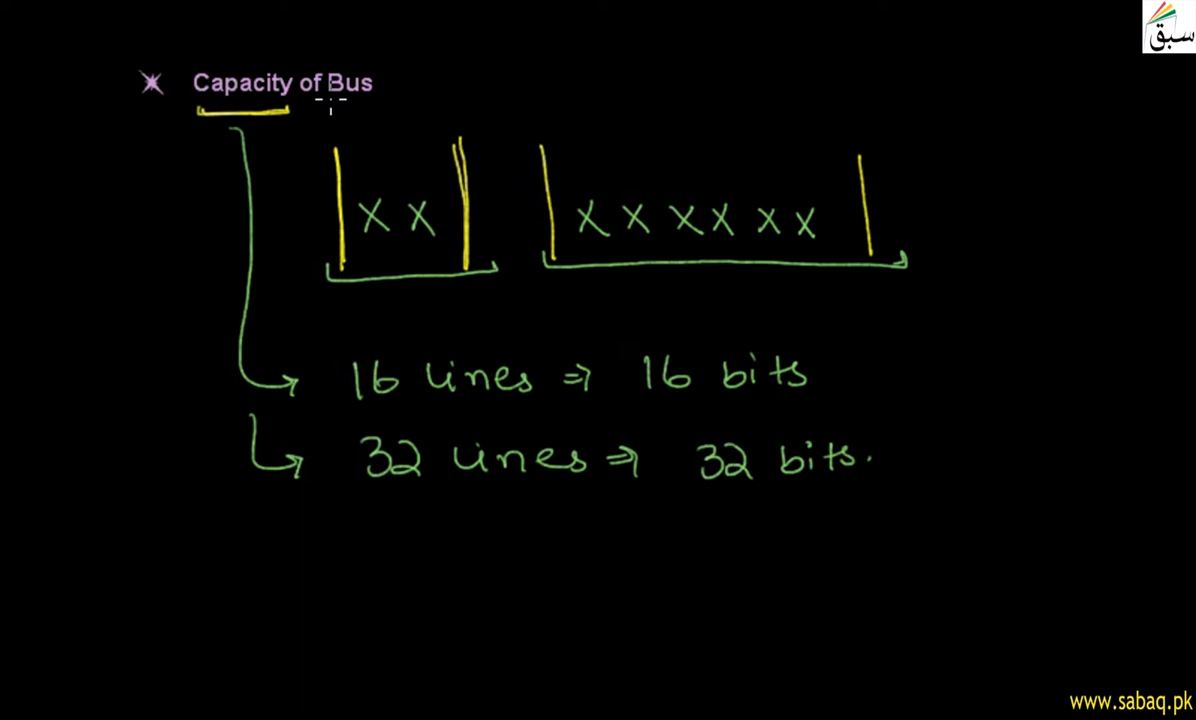 سبق
Capacity of Bus
X X
X X X X X X
16 lines ⇒ 16 bits
32 lines ⇒ 32 bits.
www.sabaq.pk